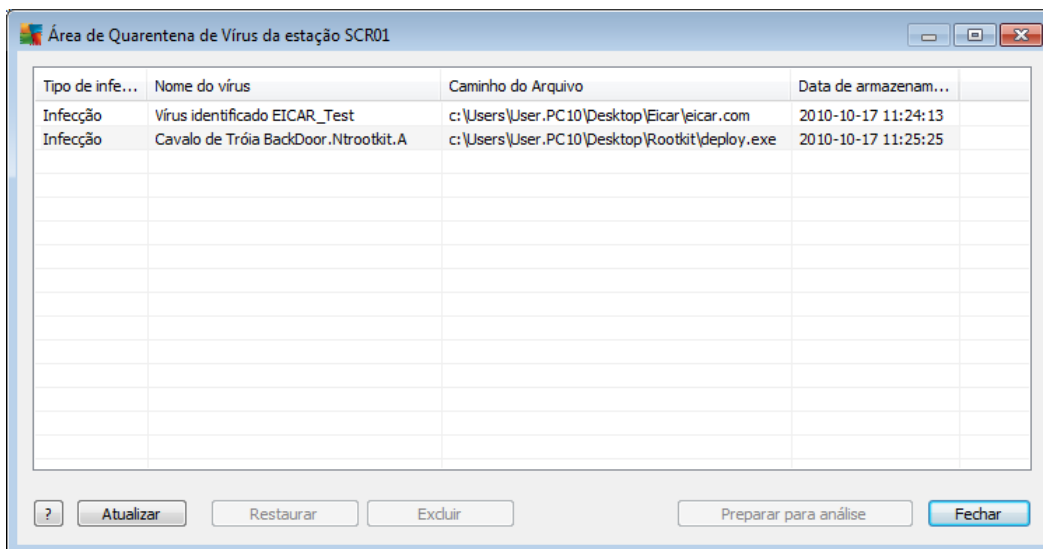 Área de Quarentena de Vírus da estação SCR01
Tipo de infe... Nome do vírus Caminho do Arquivo Data de armazenam...
Infecção Vírus identificado EICAR_Test c:\Users\User.PC10\Desktop\Eicar\eicar.com 2010-10-17 11:24:13
Infecção Cavalo de Tróia BackDoor.Ntrootkit.A c:\Users\User.PC10\Desktop\Rootkit\deploy.exe 2010-10-17 11:25:25
? Atualizar Restaurar Excluir Preparar para análise Fechar